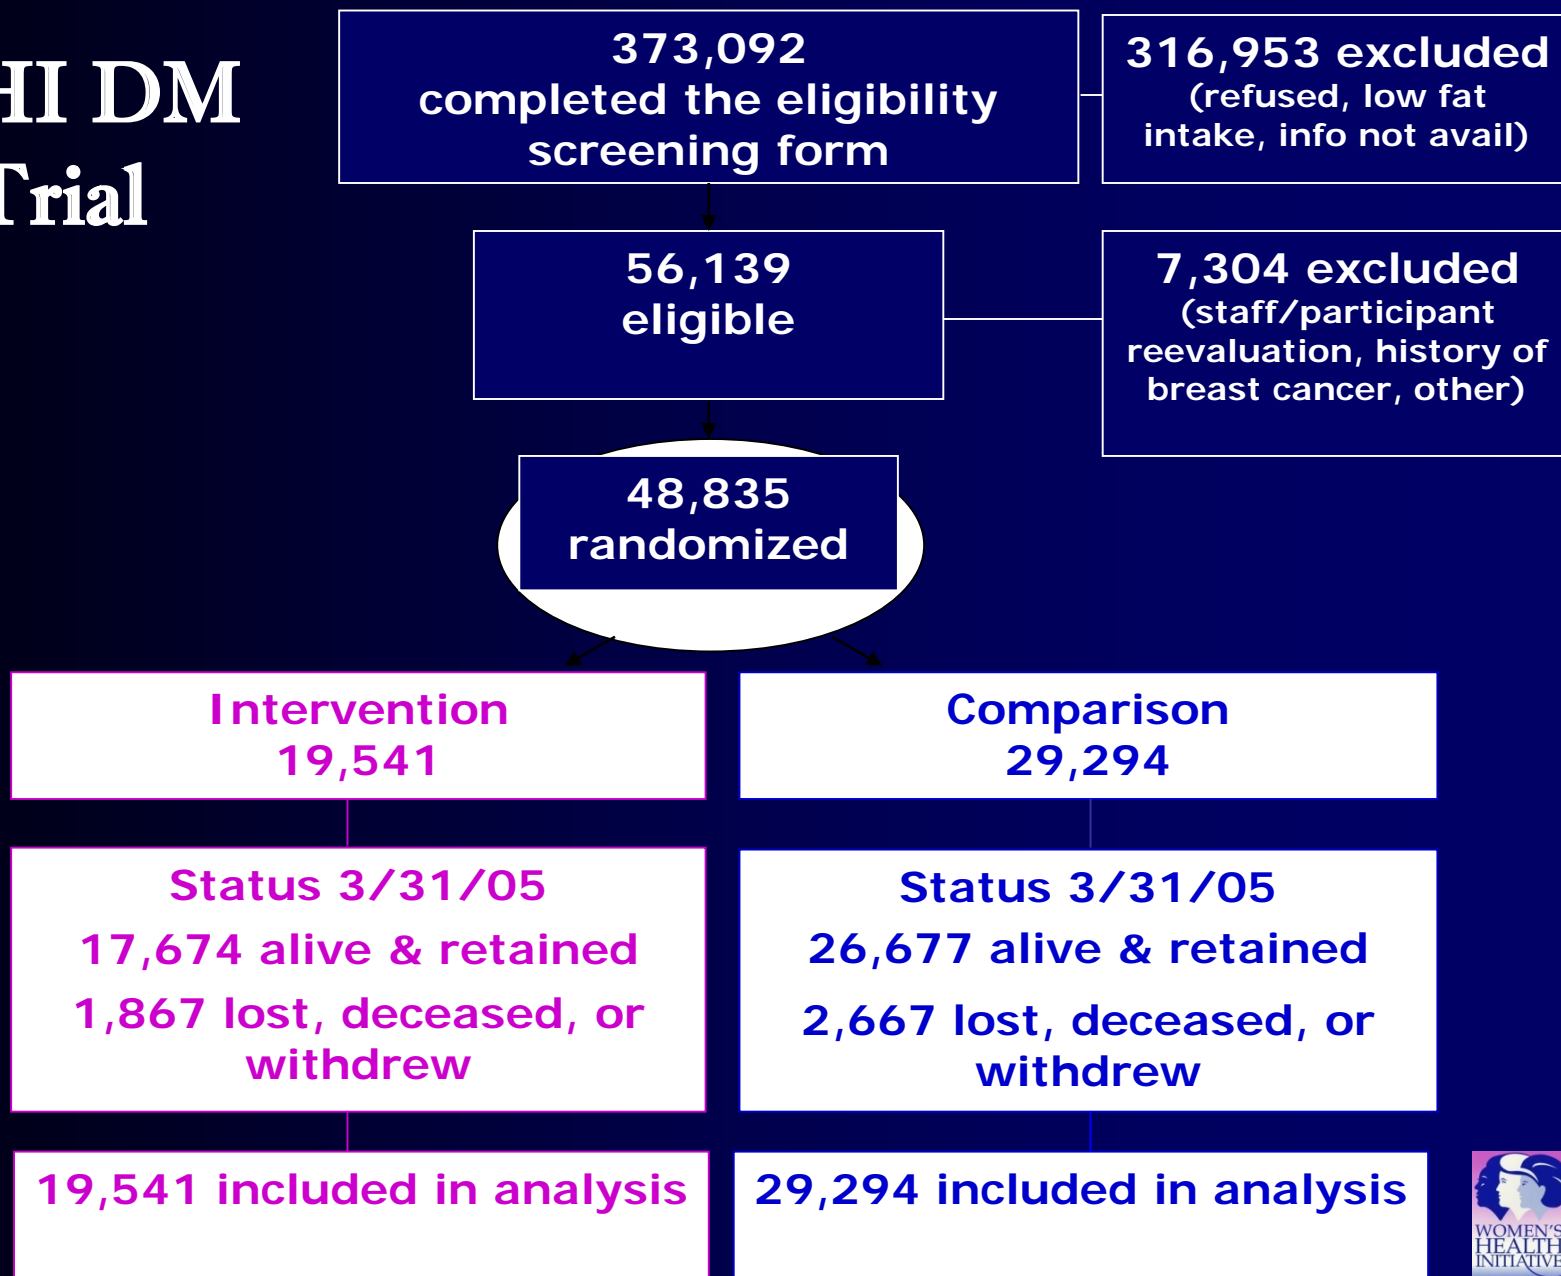 HI DM
Trial
373,092
completed the eligibility
screening form
316,953 excluded
(refused, low fat
intake, info not avail)
56,139
eligible
7,304 excluded
(staff/participant
reevaluation, history of
breast cancer, other)
48,835
randomized
Intervention
19,541
Comparison
29,294
Status 3/31/05
17,674 alive & retained
1,867 lost, deceased, or
withdrew
Status 3/31/05
26,677 alive & retained
2,667 lost, deceased, or
withdrew
19,541 included in analysis
29,294 included in analysis
WOMEN'S
HEALTH
INITIATIVE